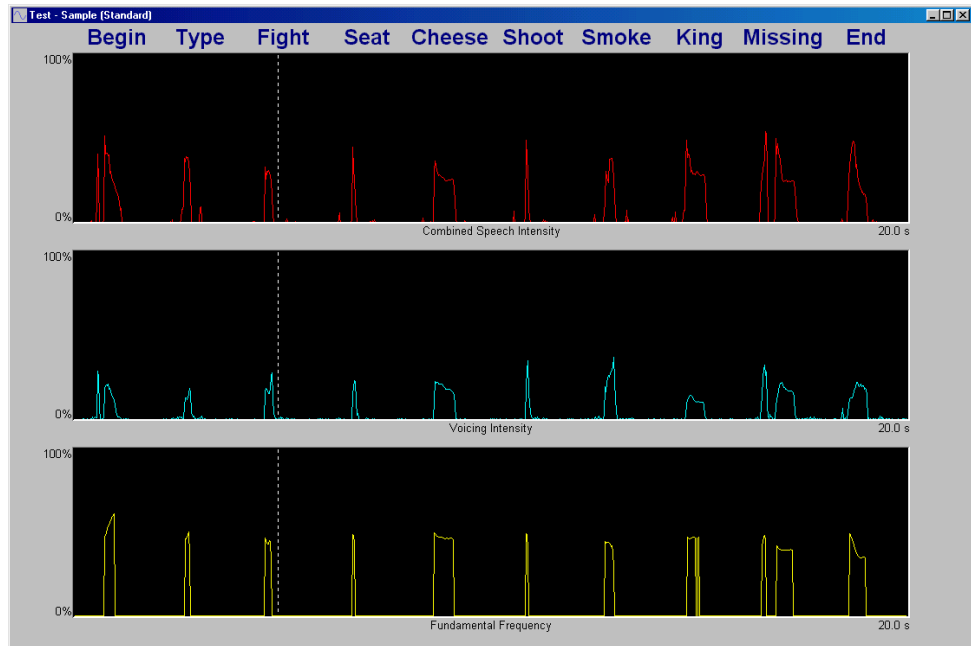 Test - Sample (Standard)
Begin Type Fight Seat Cheese Shoot Smoke King Missing End
100%
0%
Combined Speech Intensity 20.0 s
100%
0%
Voicing Intensity 20.0 s
100%
0%
Fundamental Frequency 20.0 s